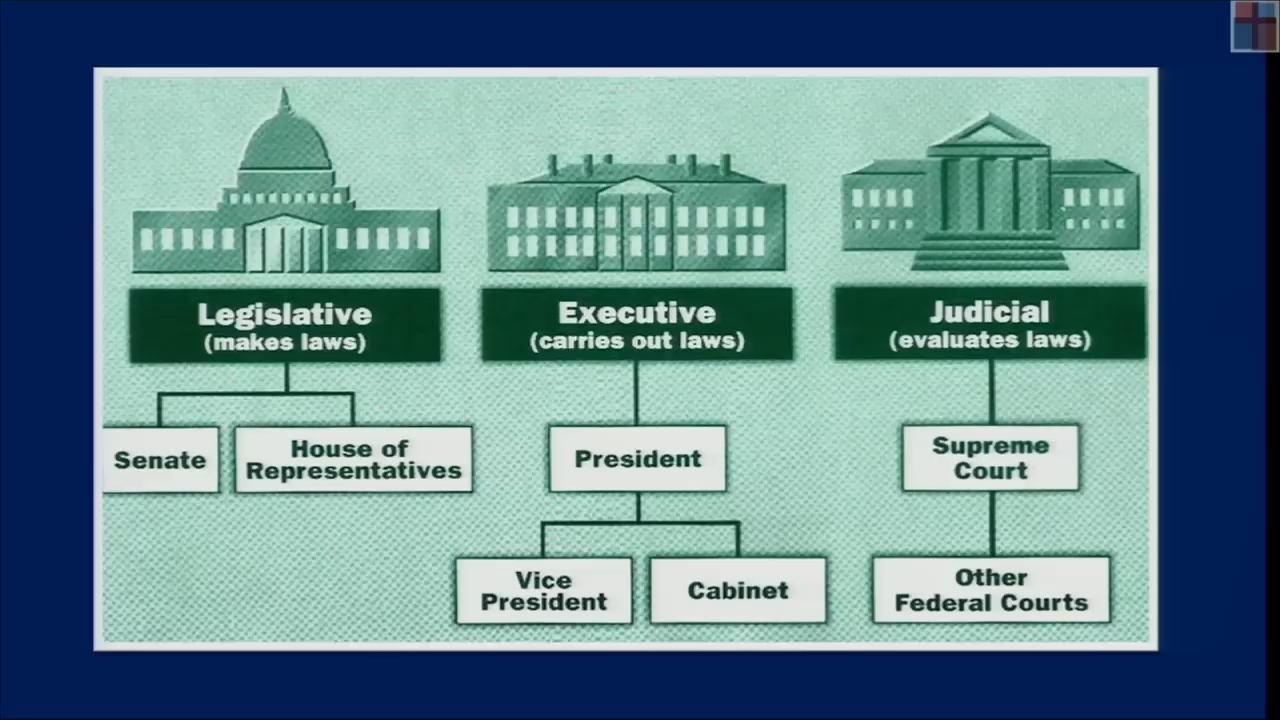 Legislative
(makes laws)
Executive
(carries out laws)
Judicial
(evaluates laws)
Senate
House of
Representatives
President
Supreme
Court
Vice
President
Cabinet
Other
Federal Courts